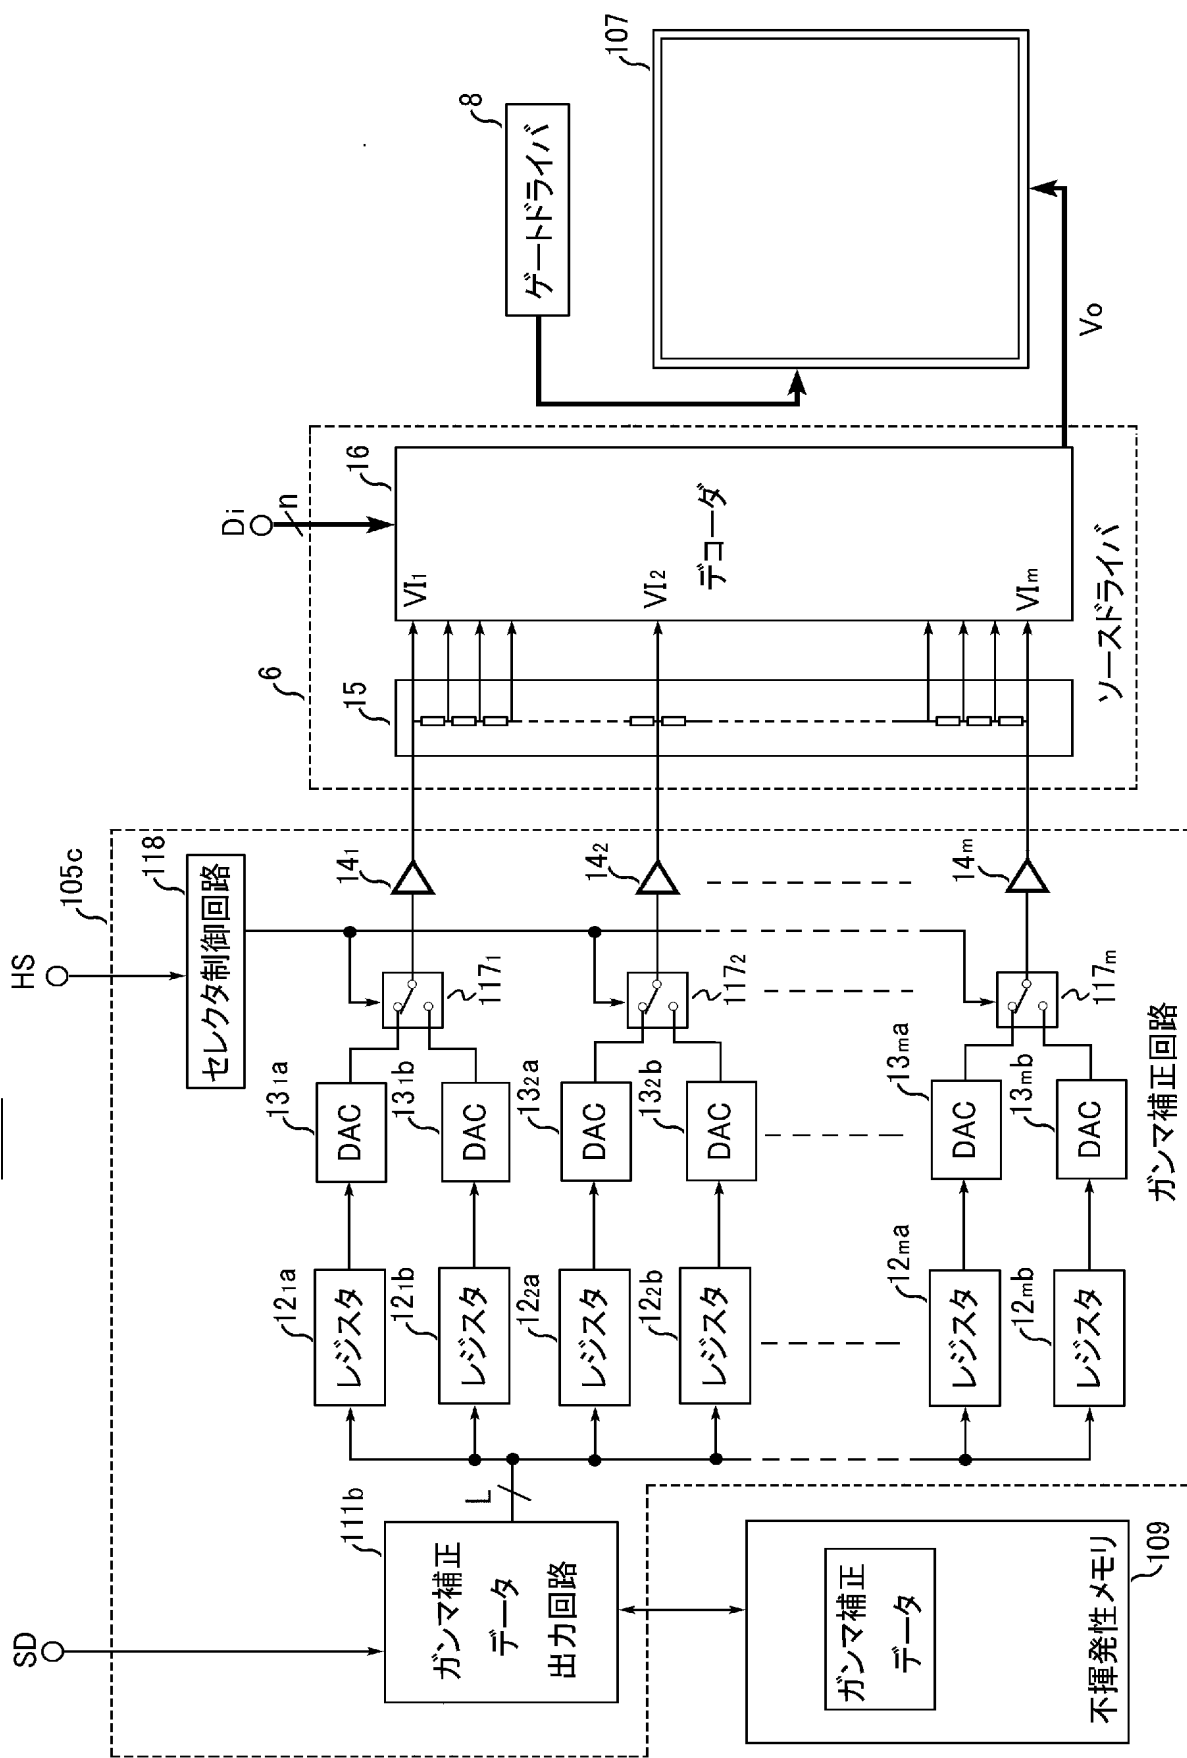 SD
HS
105c
118
セレクタ制御回路
111b
ガンマ補正
データ
出力回路
L
109
不揮発性メモリ
ガンマ補正
データ
12₁a
レジスタ
12₁b
レジスタ
12₂a
レジスタ
12₂b
レジスタ
12ma
レジスタ
12mb
レジスタ
13₁a
DAC
13₁b
DAC
13₂a
DAC
13₂b
DAC
13ma
DAC
13mb
DAC
117₁
117₂
117m
14₁
14₂
14m
ガンマ補正回路
6
15
16
Di
n
VI₁
VI₂
VIm
デコーダ
ソースドライバ
8
ゲートドライバ
107
Vo